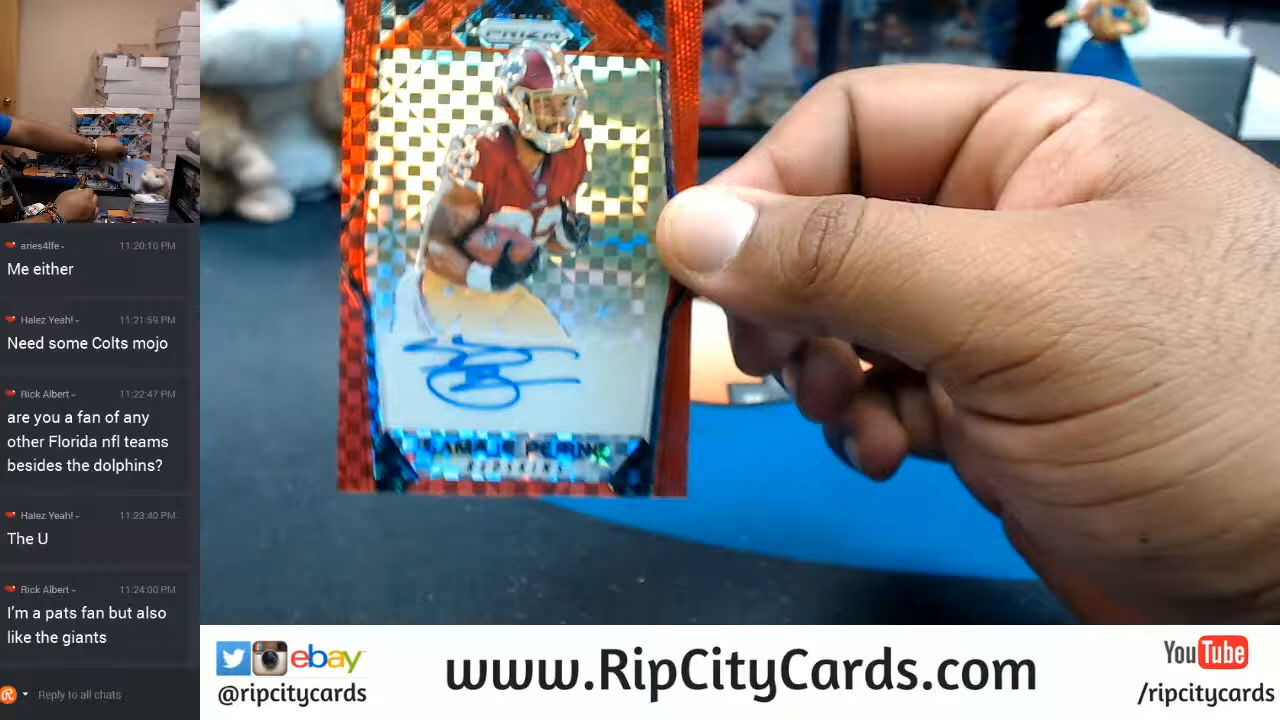 aries4lfe
11:20:10 PM
Me either
Halez Yeah!
11:21:59 PM
Need some Colts mojo
Rick Albert
11:22:47 PM
are you a fan of any
other Florida nfl teams
besides the dolphins?
Halez Yeah!
11:23:40 PM
The U
Rick Albert
11:24:00 PM
I'm a pats fan but also
like the giants
Reply to all chats
PRIZM
REDSKINS
ebay
@ripcitycards
www.RipCityCards.com
YouTube
/ripcitycards